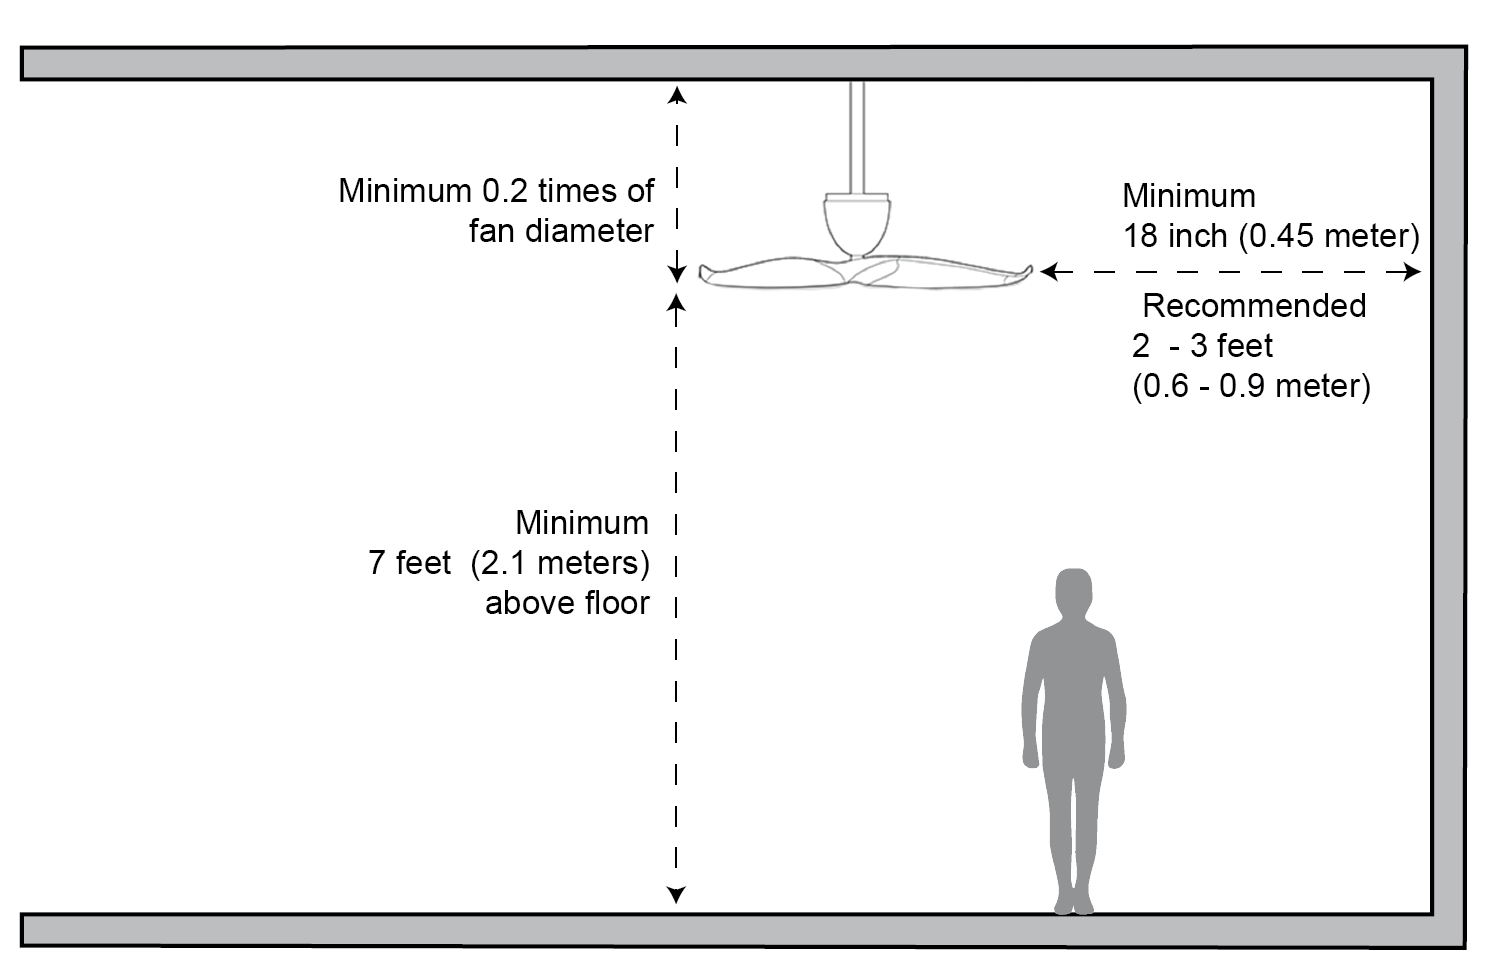 Minimum 0.2 times of
fan diameter
Minimum
18 inch (0.45 meter)
Recommended
2 - 3 feet
(0.6 - 0.9 meter)
Minimum
7 feet (2.1 meters)
above floor